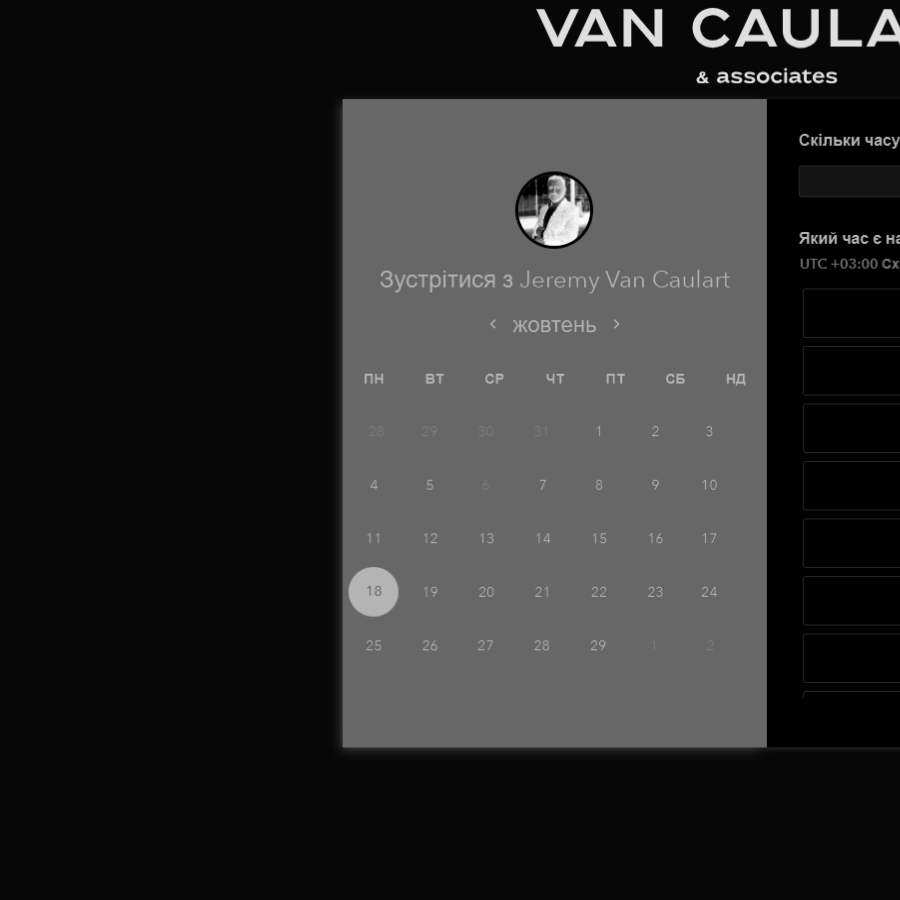 VAN CAULA
& associates
Зустрітися з Jeremy Van Caulart
жовтень
ПН ВТ СР ЧТ ПТ СБ НД
28 29 30 31 1 2 3
4 5 6 7 8 9 10
11 12 13 14 15 16 17
18 19 20 21 22 23 24
25 26 27 28 29 1 2
Скільки часу
Який час є на
UTC +03:00 Сх